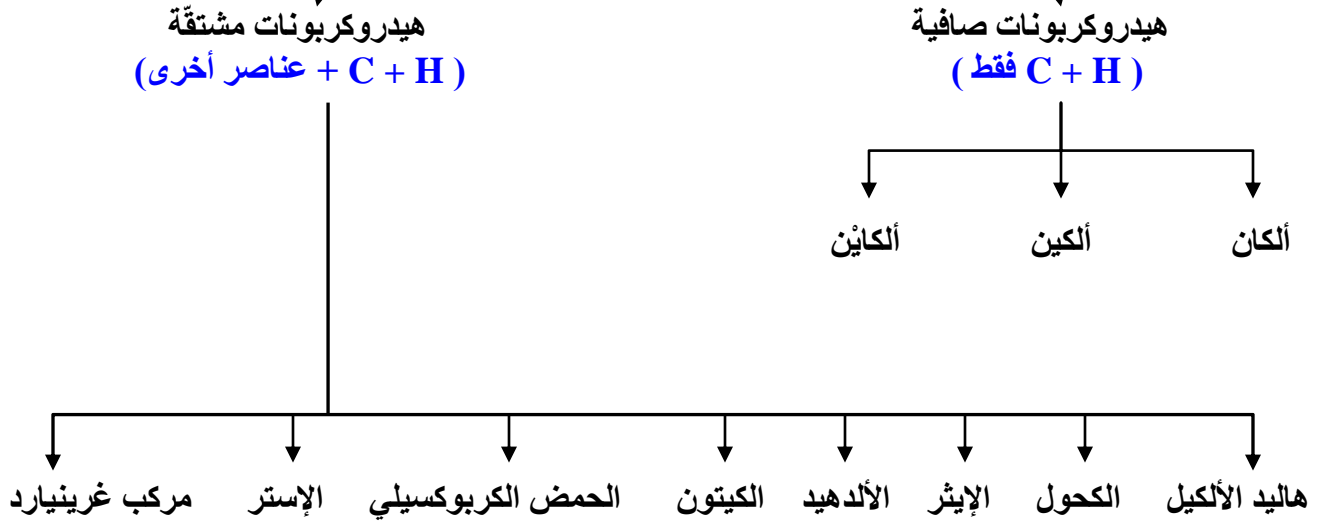 هيدروكربونات صافية
( C + H فقط )
ألكان
ألكين
ألكايْن
هيدروكربونات مشتقّة
( C + H + عناصر أخرى)
هاليد الألكيل
الكحول
الإيثر
الألدهيد
الكيتون
الحمض الكربوكسيلي
الإستر
مركب غرينيارد